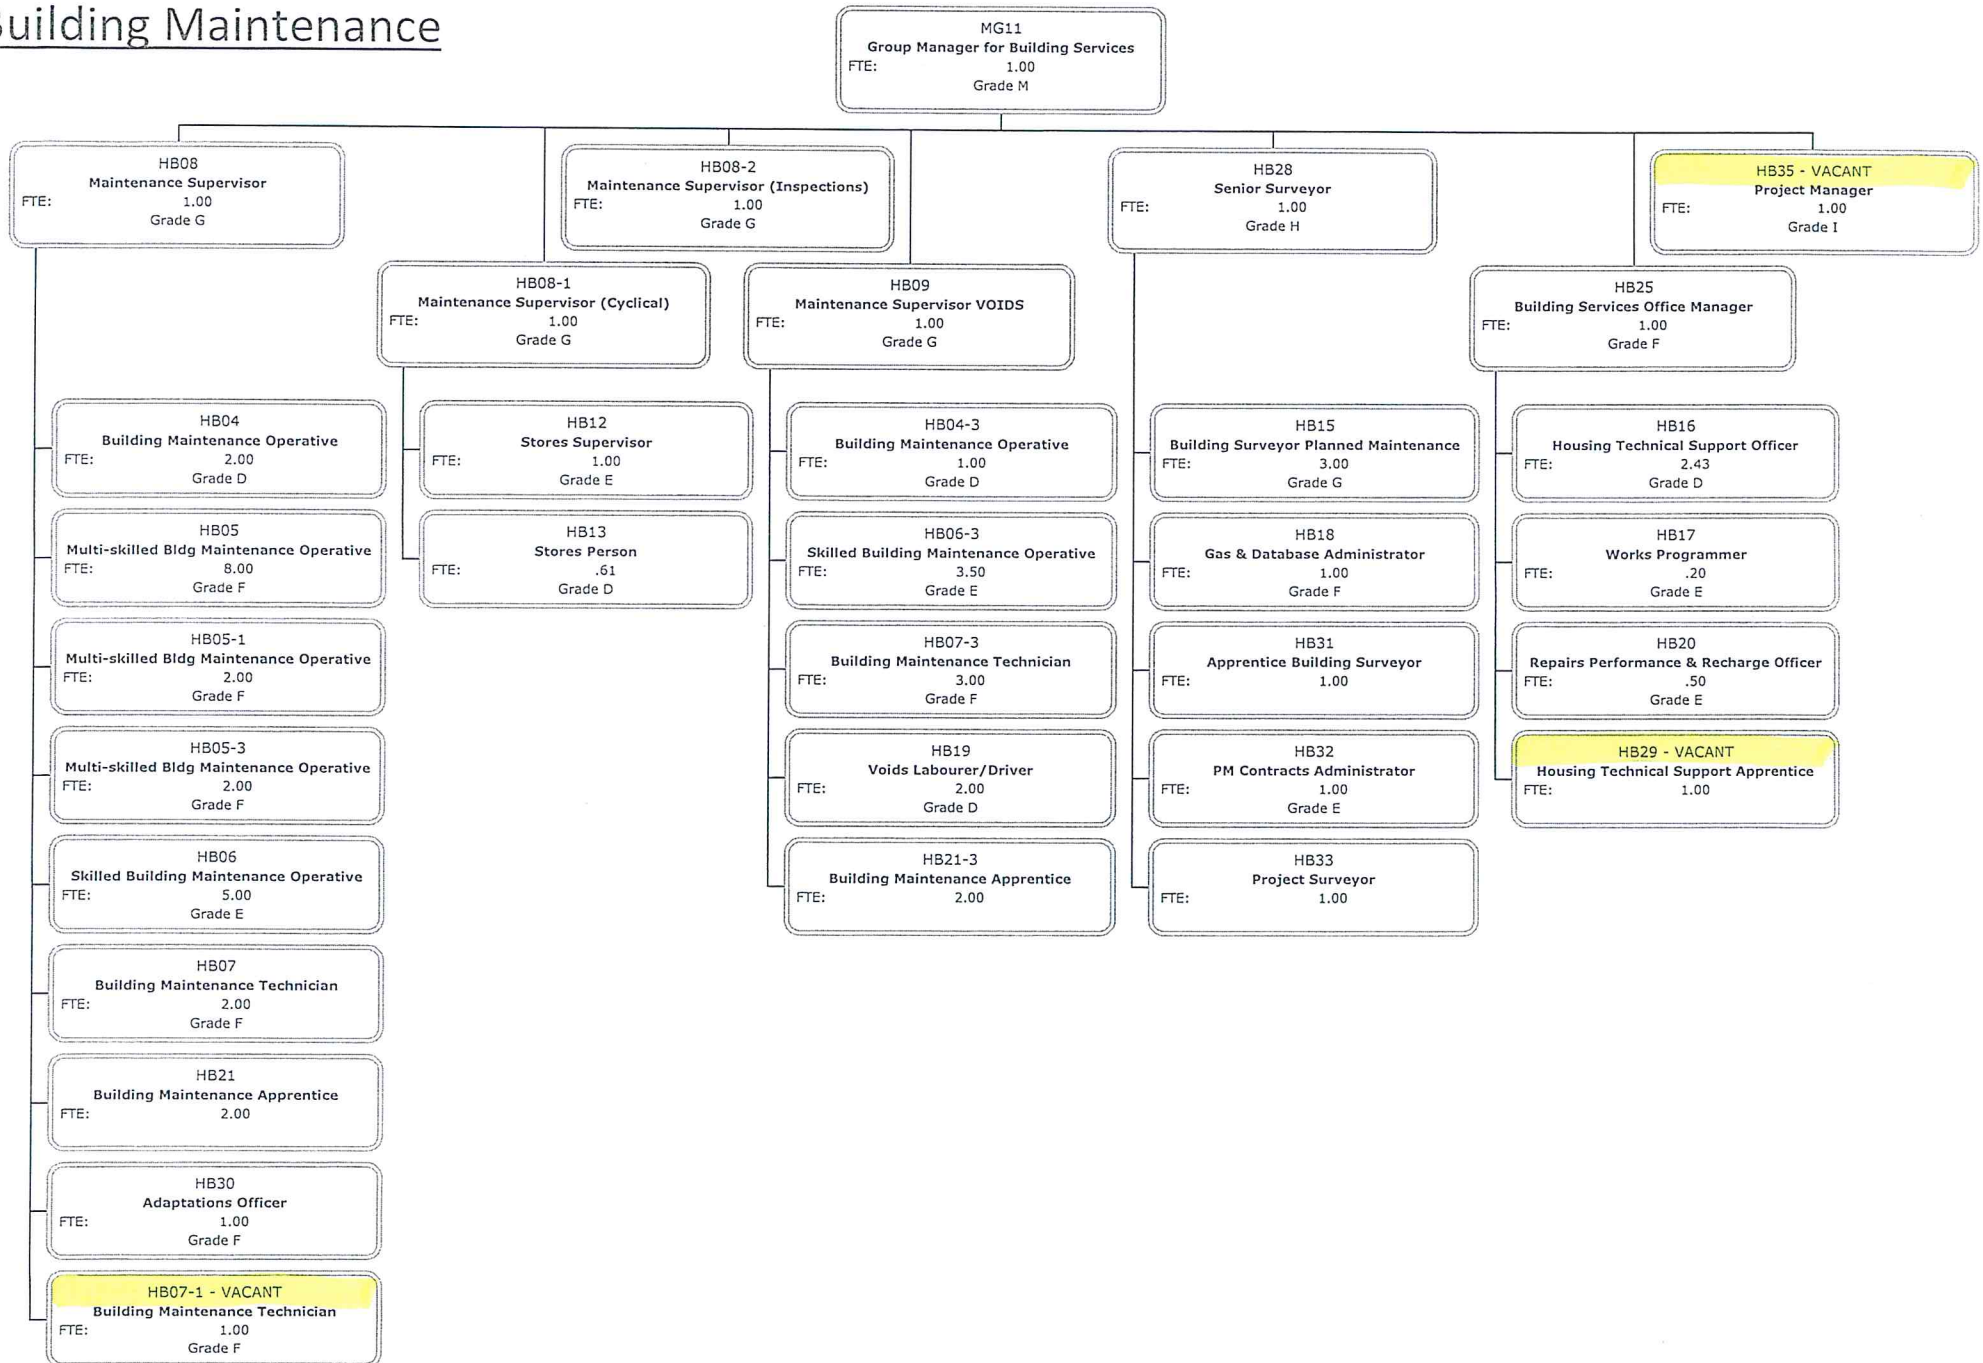 Building Maintenance
MG11
Group Manager for Building Services
FTE: 1.00
Grade M
HB08
Maintenance Supervisor
FTE: 1.00
Grade G
HB08-2
Maintenance Supervisor (Inspections)
FTE: 1.00
Grade G
HB28
Senior Surveyor
FTE: 1.00
Grade H
HB35 - VACANT
Project Manager
FTE: 1.00
Grade I
HB08-1
Maintenance Supervisor (Cyclical)
FTE: 1.00
Grade G
HB09
Maintenance Supervisor VOIDS
FTE: 1.00
Grade G
HB25
Building Services Office Manager
FTE: 1.00
Grade F
HB04
Building Maintenance Operative
FTE: 2.00
Grade D
HB05
Multi-skilled Bldg Maintenance Operative
FTE: 8.00
Grade F
HB05-1
Multi-skilled Bldg Maintenance Operative
FTE: 2.00
Grade F
HB05-3
Multi-skilled Bldg Maintenance Operative
FTE: 2.00
Grade F
HB06
Skilled Building Maintenance Operative
FTE: 5.00
Grade E
HB07
Building Maintenance Technician
FTE: 2.00
Grade F
HB21
Building Maintenance Apprentice
FTE: 2.00
HB30
Adaptations Officer
FTE: 1.00
Grade F
HB07-1 - VACANT
Building Maintenance Technician
FTE: 1.00
Grade F
HB12
Stores Supervisor
FTE: 1.00
Grade E
HB13
Stores Person
FTE: .61
Grade D
HB04-3
Building Maintenance Operative
FTE: 1.00
Grade D
HB06-3
Skilled Building Maintenance Operative
FTE: 3.50
Grade E
HB07-3
Building Maintenance Technician
FTE: 3.00
Grade F
HB19
Voids Labourer/Driver
FTE: 2.00
Grade D
HB21-3
Building Maintenance Apprentice
FTE: 2.00
HB15
Building Surveyor Planned Maintenance
FTE: 3.00
Grade G
HB18
Gas & Database Administrator
FTE: 1.00
Grade F
HB31
Apprentice Building Surveyor
FTE: 1.00
HB32
PM Contracts Administrator
FTE: 1.00
Grade E
HB33
Project Surveyor
FTE: 1.00
HB16
Housing Technical Support Officer
FTE: 2.43
Grade D
HB17
Works Programmer
FTE: .20
Grade E
HB20
Repairs Performance & Recharge Officer
FTE: .50
Grade E
HB29 - VACANT
Housing Technical Support Apprentice
FTE: 1.00